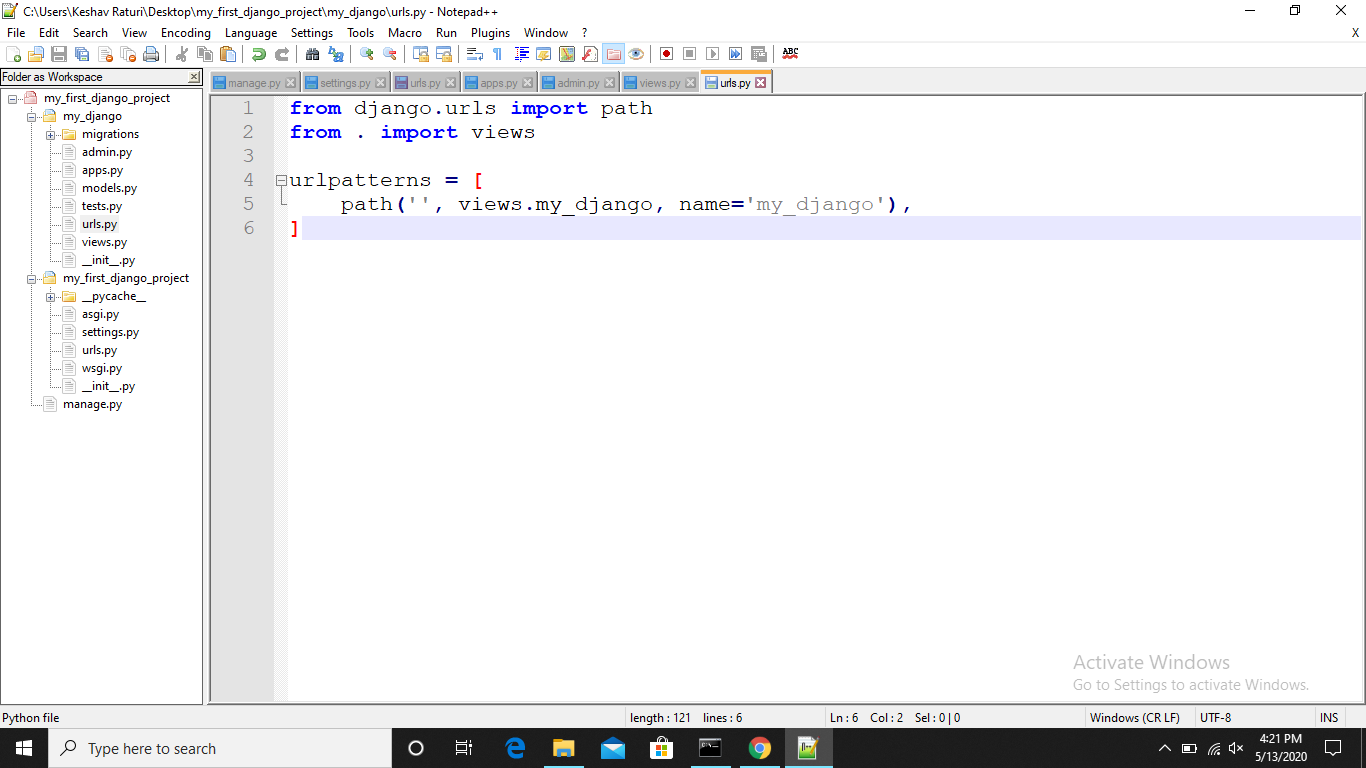 C:\Users\Keshav Raturi\Desktop\my_first_django_project\my_django\urls.py - Notepad++
File Edit Search View Encoding Language Settings Tools Macro Run Plugins Window ? X
ABC
Folder as Workspace
manage.py settings.py urls.py apps.py admin.py views.py urls.py
my_first_django_project
my_django
migrations
admin.py
apps.py
models.py
tests.py
urls.py
views.py
__init__.py
my_first_django_project
__pycache__
asgi.py
settings.py
urls.py
wsgi.py
__init__.py
manage.py
1 from django.urls import path
2 from . import views
3
4 urlpatterns = [
5 path('', views.my_django, name='my_django'),
6 ]
Activate Windows
Go to Settings to activate Windows.
Python file length : 121 lines : 6 Ln : 6 Col : 2 Sel : 0 | 0 Windows (CR LF) UTF-8 INS
Type here to search
4:21 PM
5/13/2020